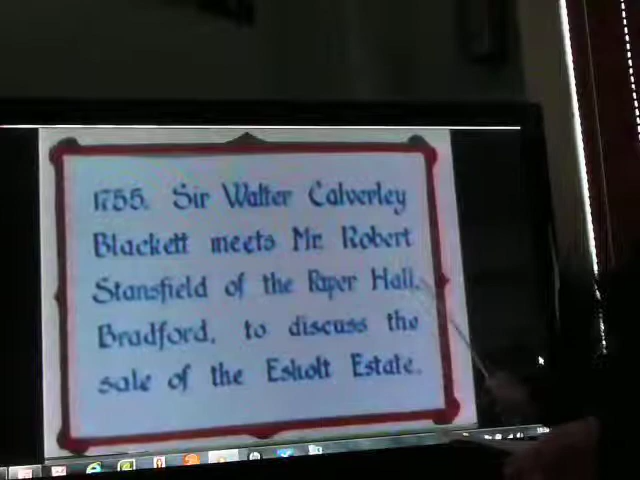 1755. Sir Walter Calverley
Blackett meets Mr. Robert
Stansfield of the Paper Hall,
Bradford, to discuss the
sale of the Esholt Estate.